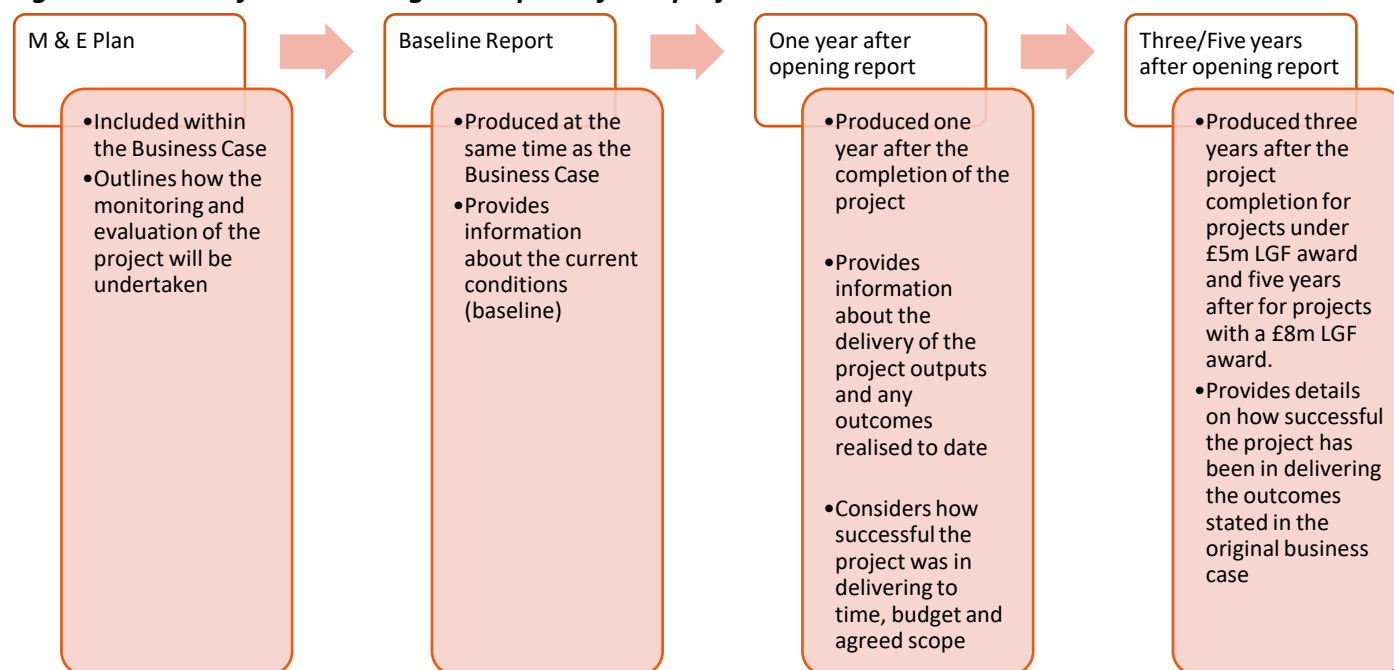 M & E Plan
•Included within
the Business Case
•Outlines how the
monitoring and
evaluation of the
project will be
undertaken
Baseline Report
•Produced at the
same time as the
Business Case
•Provides
information
about the current
conditions
(baseline)
One year after
opening report
•Produced one
year after the
completion of the
project
•Provides
information
about the
delivery of the
project outputs
and any
outcomes
realised to date
•Considers how
successful the
project was in
delivering to
time, budget and
agreed scope
Three/Five years
after opening report
•Produced three
years after the
project
completion for
projects under
£5m LGF award
and five years
after for projects
with a £8m LGF
award.
•Provides details
on how successful
the project has
been in delivering
the outcomes
stated in the
original business
case